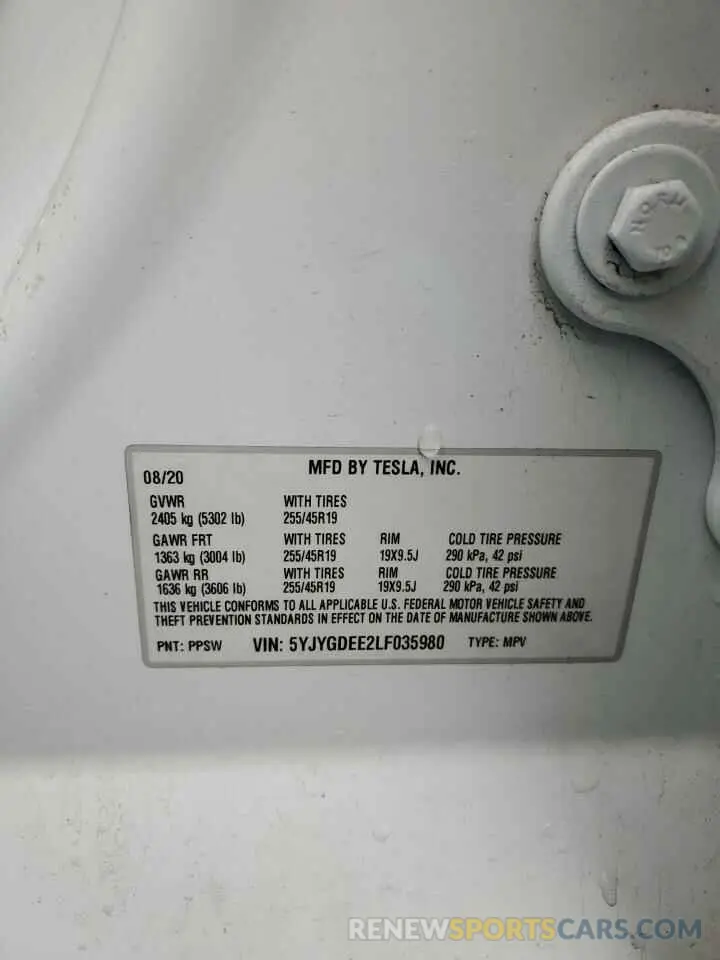 08/20 MFD BY TESLA, INC.
GVWR WITH TIRES
2405 kg (5302 lb) 255/45R19
GAWR FRT WITH TIRES RIM COLD TIRE PRESSURE
1363 kg (3004 lb) 255/45R19 19X9.5J 290 kPa, 42 psi
GAWR RR WITH TIRES RIM COLD TIRE PRESSURE
1636 kg (3606 lb) 255/45R19 19X9.5J 290 kPa, 42 psi
THIS VEHICLE CONFORMS TO ALL APPLICABLE U.S. FEDERAL MOTOR VEHICLE SAFETY AND
THEFT PREVENTION STANDARDS IN EFFECT ON THE DATE OF MANUFACTURE SHOWN ABOVE.
PNT: PPSW VIN: 5YJYGDEE2LF035980 TYPE: MPV
RENEWSPORTSCARS.COM